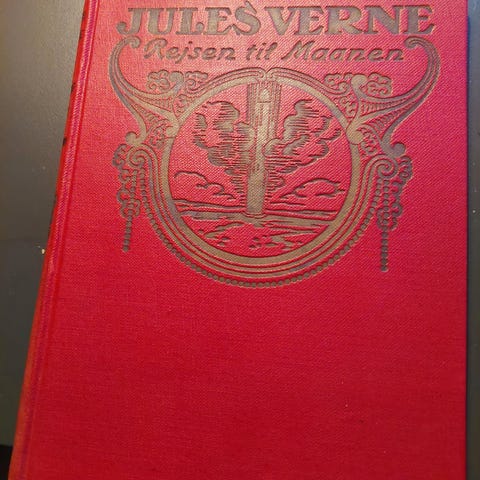 JULES VERNE
Rejsen til Maanen